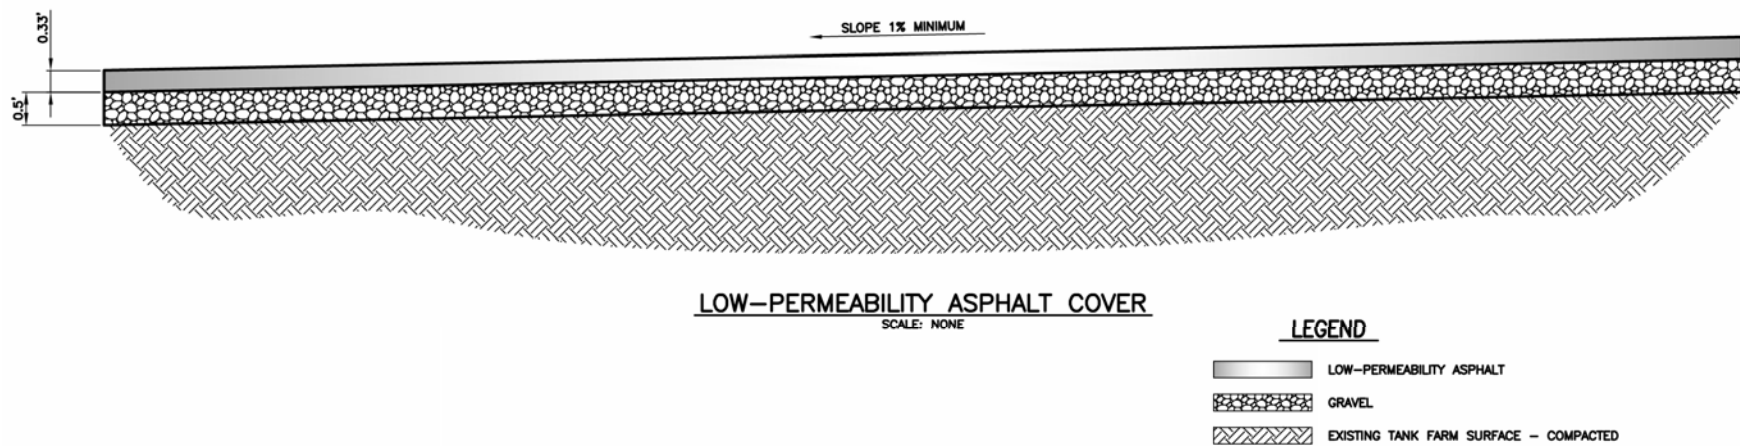 0.33'
SLOPE 1% MINIMUM
0.5'
LOW-PERMEABILITY ASPHALT COVER
SCALE: NONE
LEGEND
LOW-PERMEABILITY ASPHALT
GRAVEL
EXISTING TANK FARM SURFACE - COMPACTED